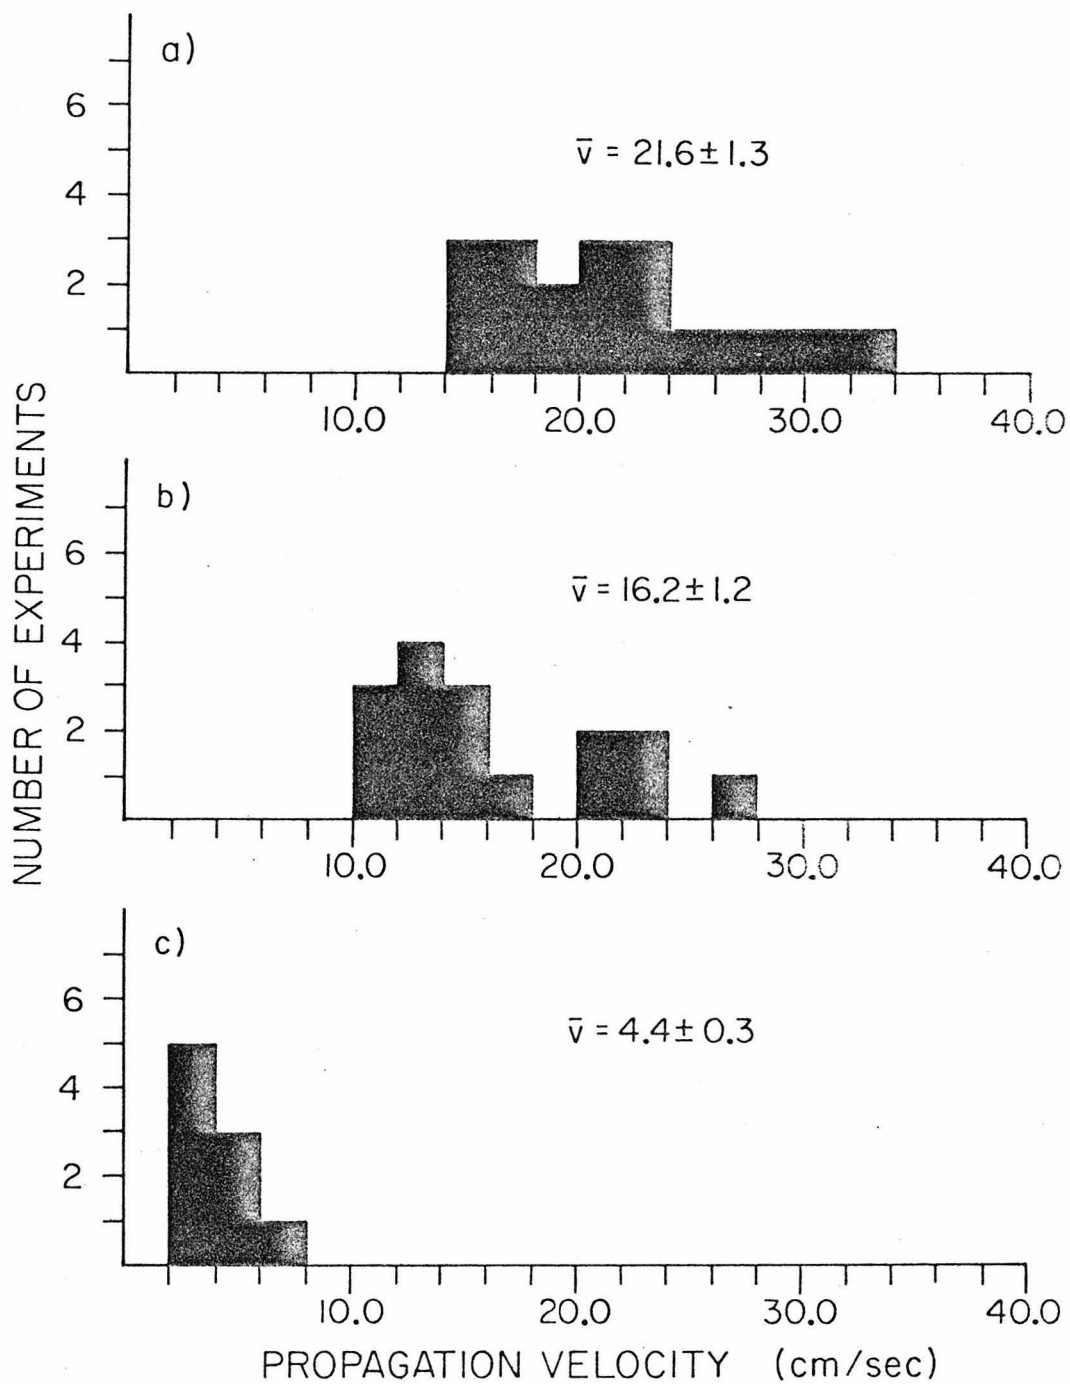 a)
6
4
2
v̄ = 21.6 ± 1.3
10.0 20.0 30.0 40.0
b)
6
4
2
v̄ = 16.2 ± 1.2
10.0 20.0 30.0 40.0
c)
6
4
2
v̄ = 4.4 ± 0.3
10.0 20.0 30.0 40.0
NUMBER OF EXPERIMENTS
PROPAGATION VELOCITY (cm/sec)